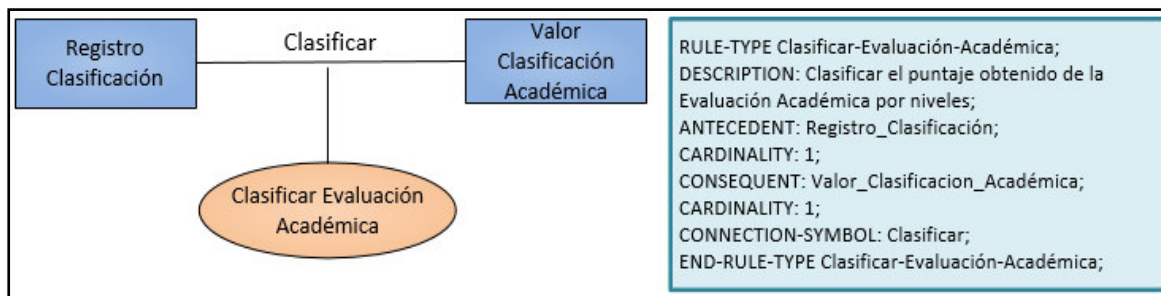 Registro
Clasificación
Clasificar
Valor
Clasificación
Académica
Clasificar Evaluación
Académica
RULE-TYPE Clasificar-Evaluación-Académica;
DESCRIPTION: Clasificar el puntaje obtenido de la
Evaluación Académica por niveles;
ANTECEDENT: Registro_Clasificación;
CARDINALITY: 1;
CONSEQUENT: Valor_Clasificacion_Académica;
CARDINALITY: 1;
CONNECTION-SYMBOL: Clasificar;
END-RULE-TYPE Clasificar-Evaluación-Académica;